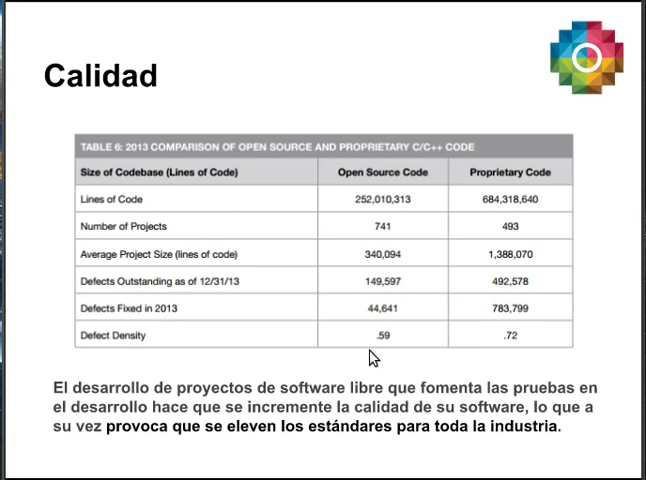 Calidad
TABLE 6: 2013 COMPARISON OF OPEN SOURCE AND PROPRIETARY C/C++ CODE
Size of Codebase (Lines of Code) Open Source Code Proprietary Code
Lines of Code 252,010,313 684,318,640
Number of Projects 741 493
Average Project Size (lines of code) 340,094 1,388,070
Defects Outstanding as of 12/31/13 149,597 492,578
Defects Fixed in 2013 44,641 783,799
Defect Density .59 .72
El desarrollo de proyectos de software libre que fomenta las pruebas en
el desarrollo hace que se incremente la calidad de su software, lo que a
su vez provoca que se eleven los estándares para toda la industria.